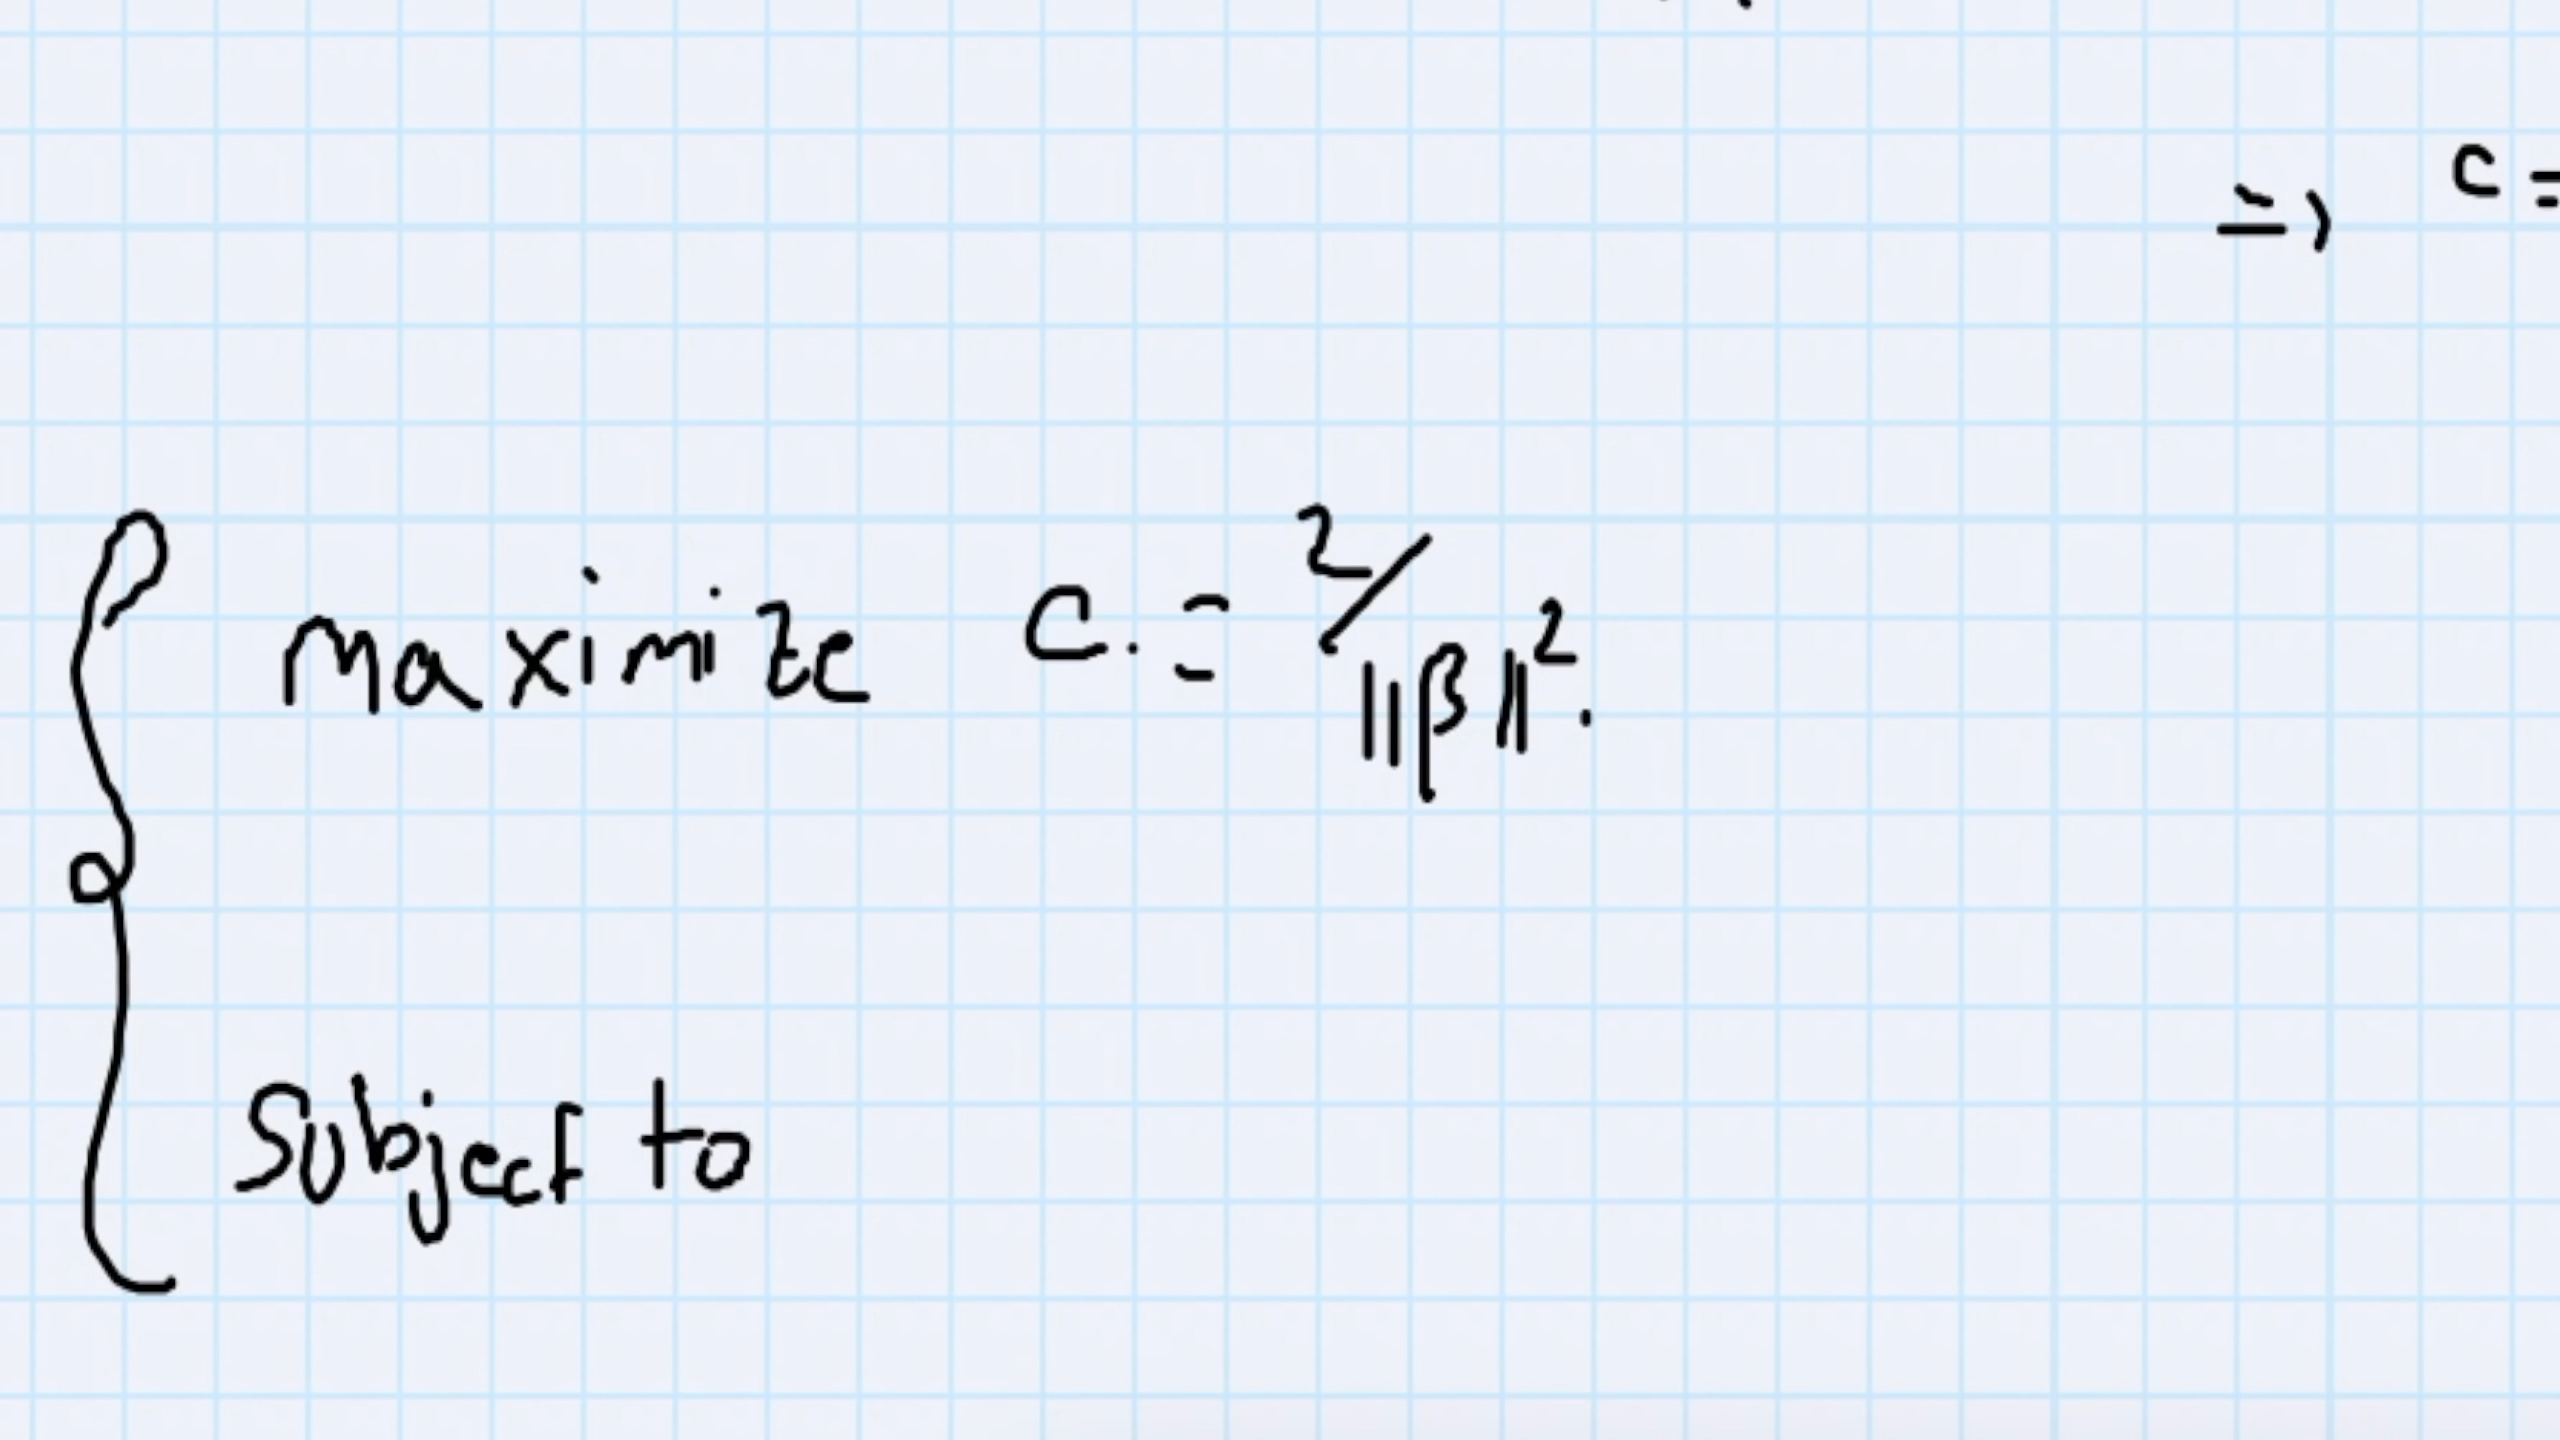 => C =
Maximize C. = 2/||β||².
Subject to